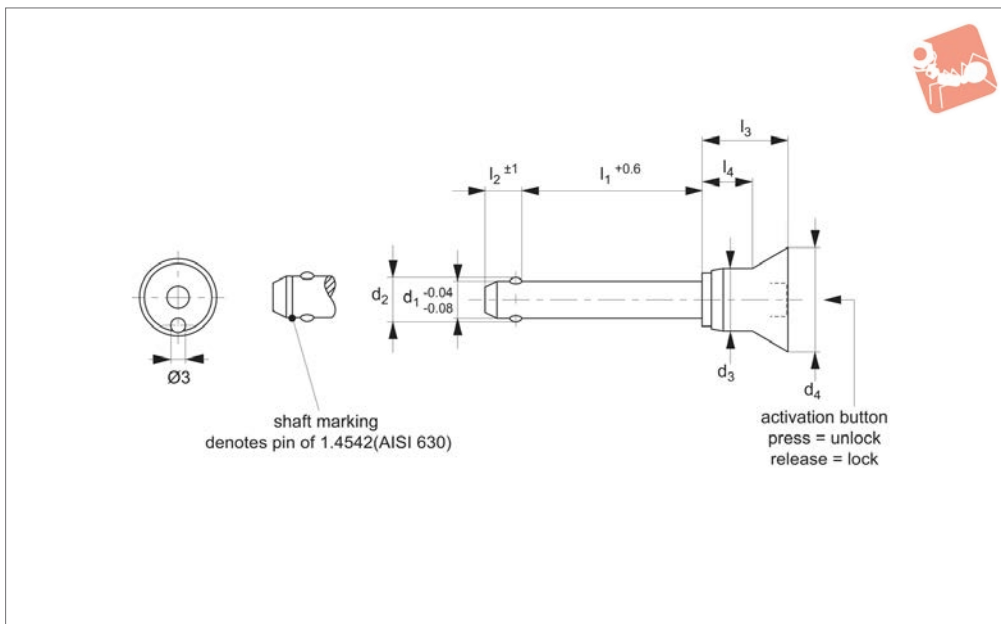 l3
l4
l2 ±1
l1 +0.6
d2
d1 -0.04
-0.08
d3
d4
Ø3
shaft marking
denotes pin of 1.4542(AISI 630)
activation button
press = unlock
release = lock